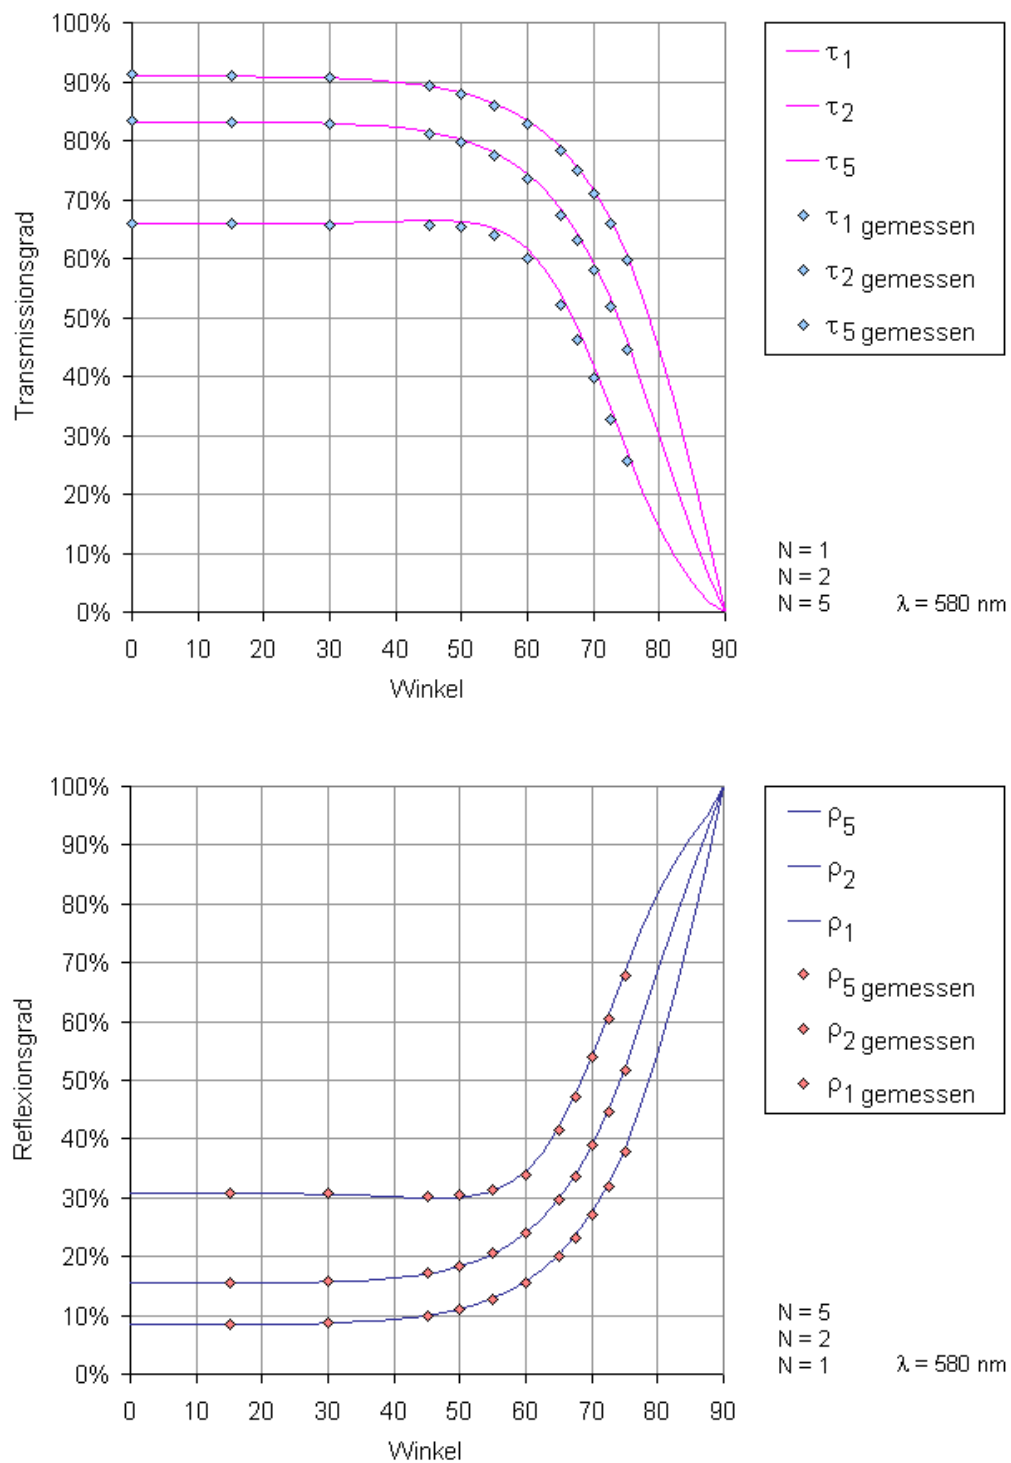 100%
90%
80%
70%
60%
50%
40%
30%
20%
10%
0%
Transmissionsgrad
0 10 20 30 40 50 60 70 80 90
Winkel
τ1
τ2
τ5
τ1 gemessen
τ2 gemessen
τ5 gemessen
N = 1
N = 2
N = 5 λ = 580 nm
100%
90%
80%
70%
60%
50%
40%
30%
20%
10%
0%
Reflexionsgrad
0 10 20 30 40 50 60 70 80 90
Winkel
ρ5
ρ2
ρ1
ρ5 gemessen
ρ2 gemessen
ρ1 gemessen
N = 5
N = 2
N = 1 λ = 580 nm